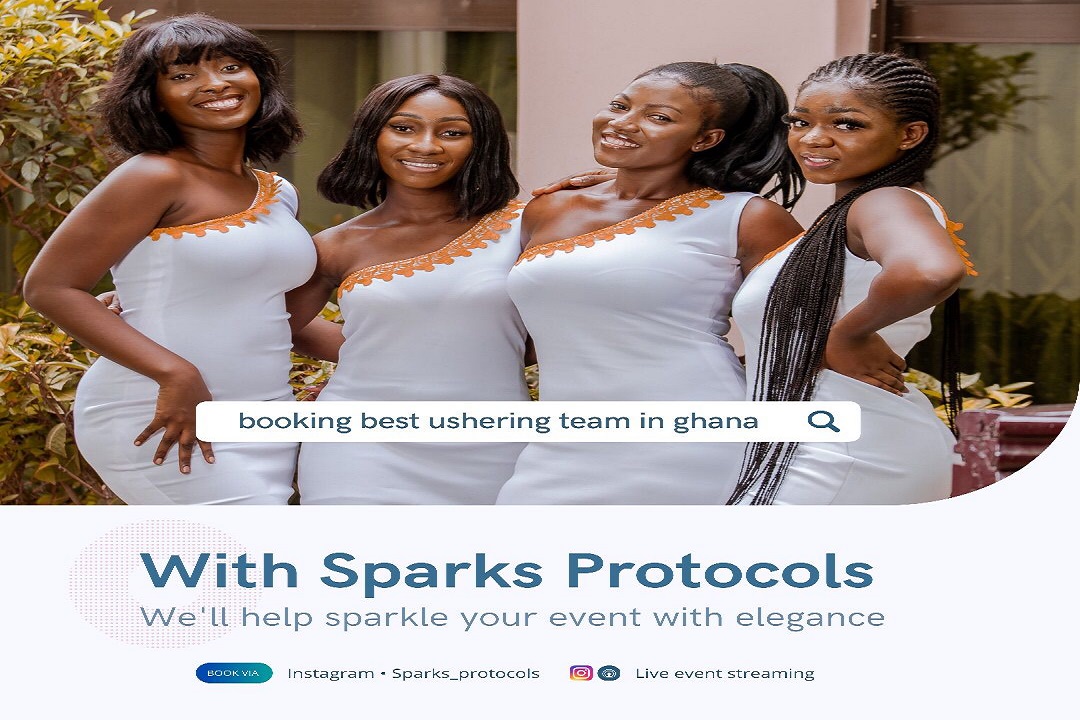 booking best ushering team in ghana
With Sparks Protocols
We'll help sparkle your event with elegance
BOOK VIA Instagram • Sparks_protocols Live event streaming